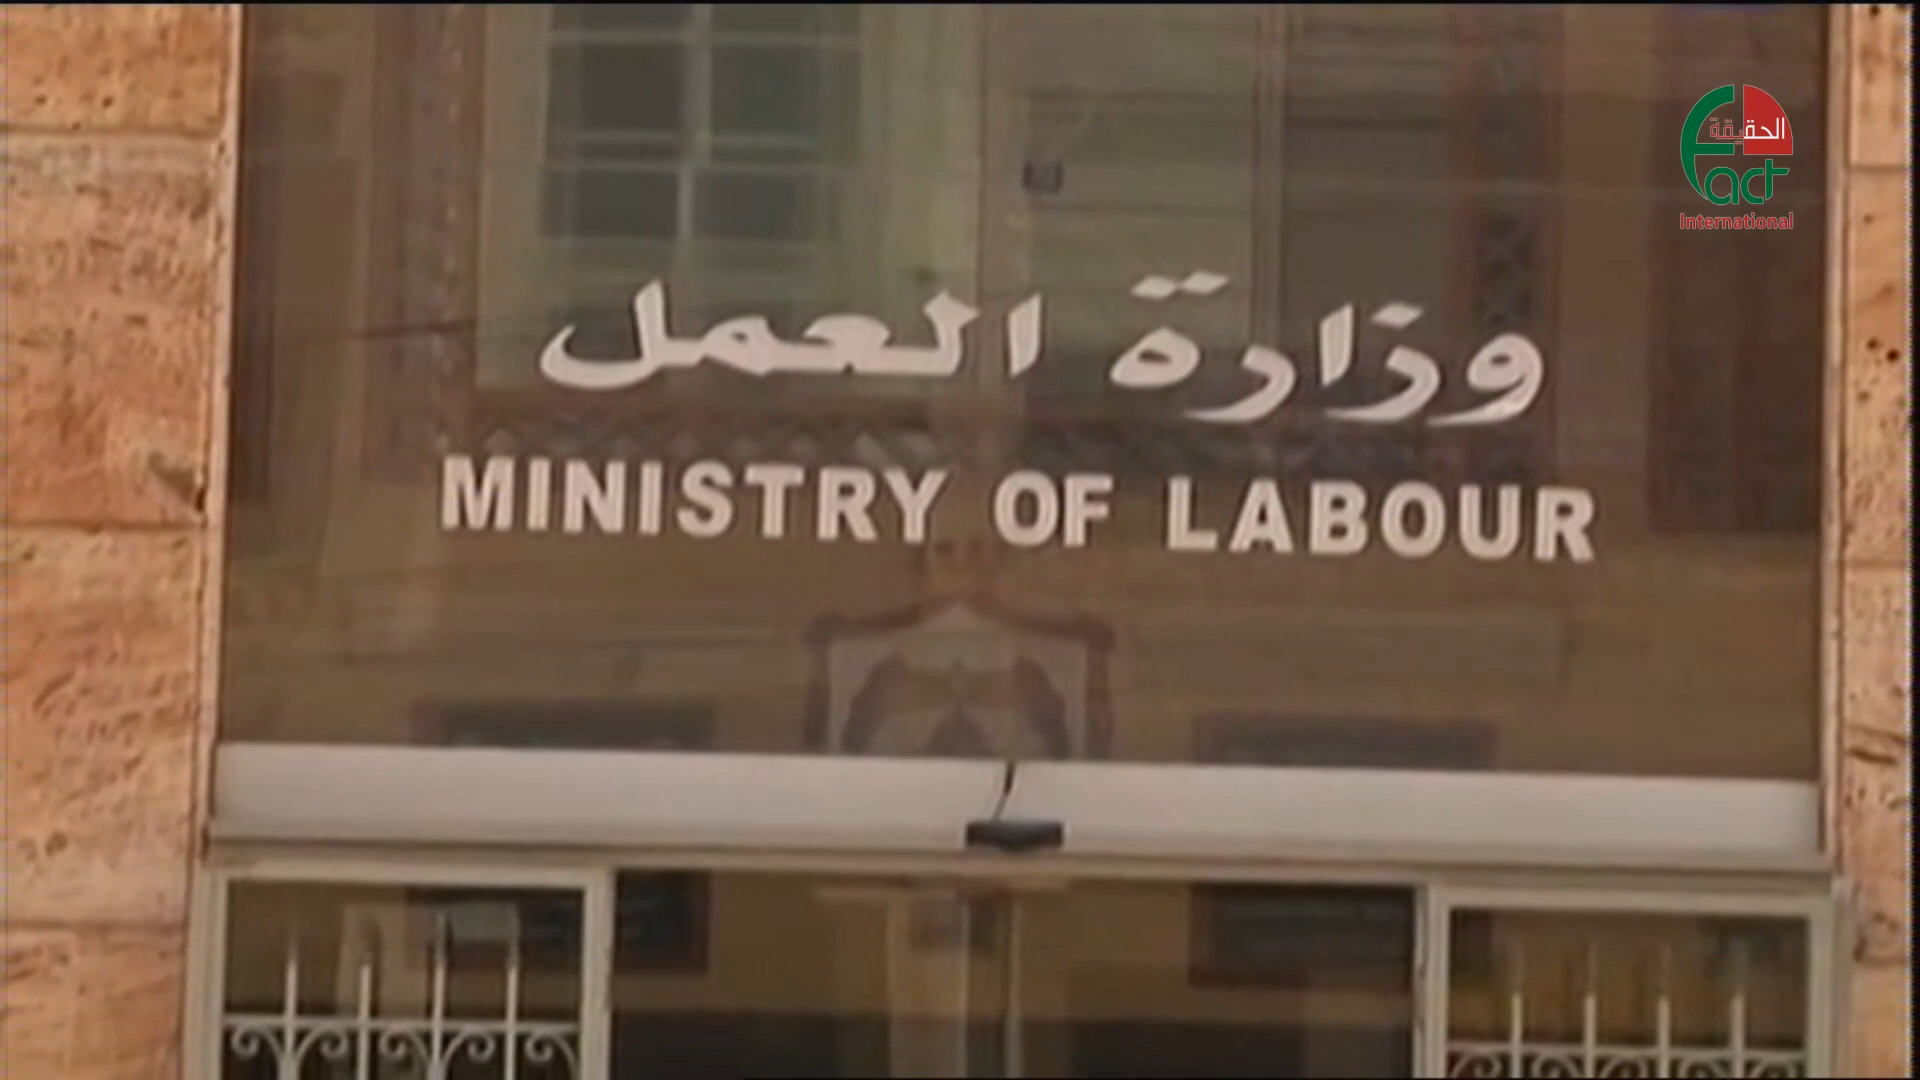 الحقيقة
Fact
International
وزارة العمل
MINISTRY OF LABOUR